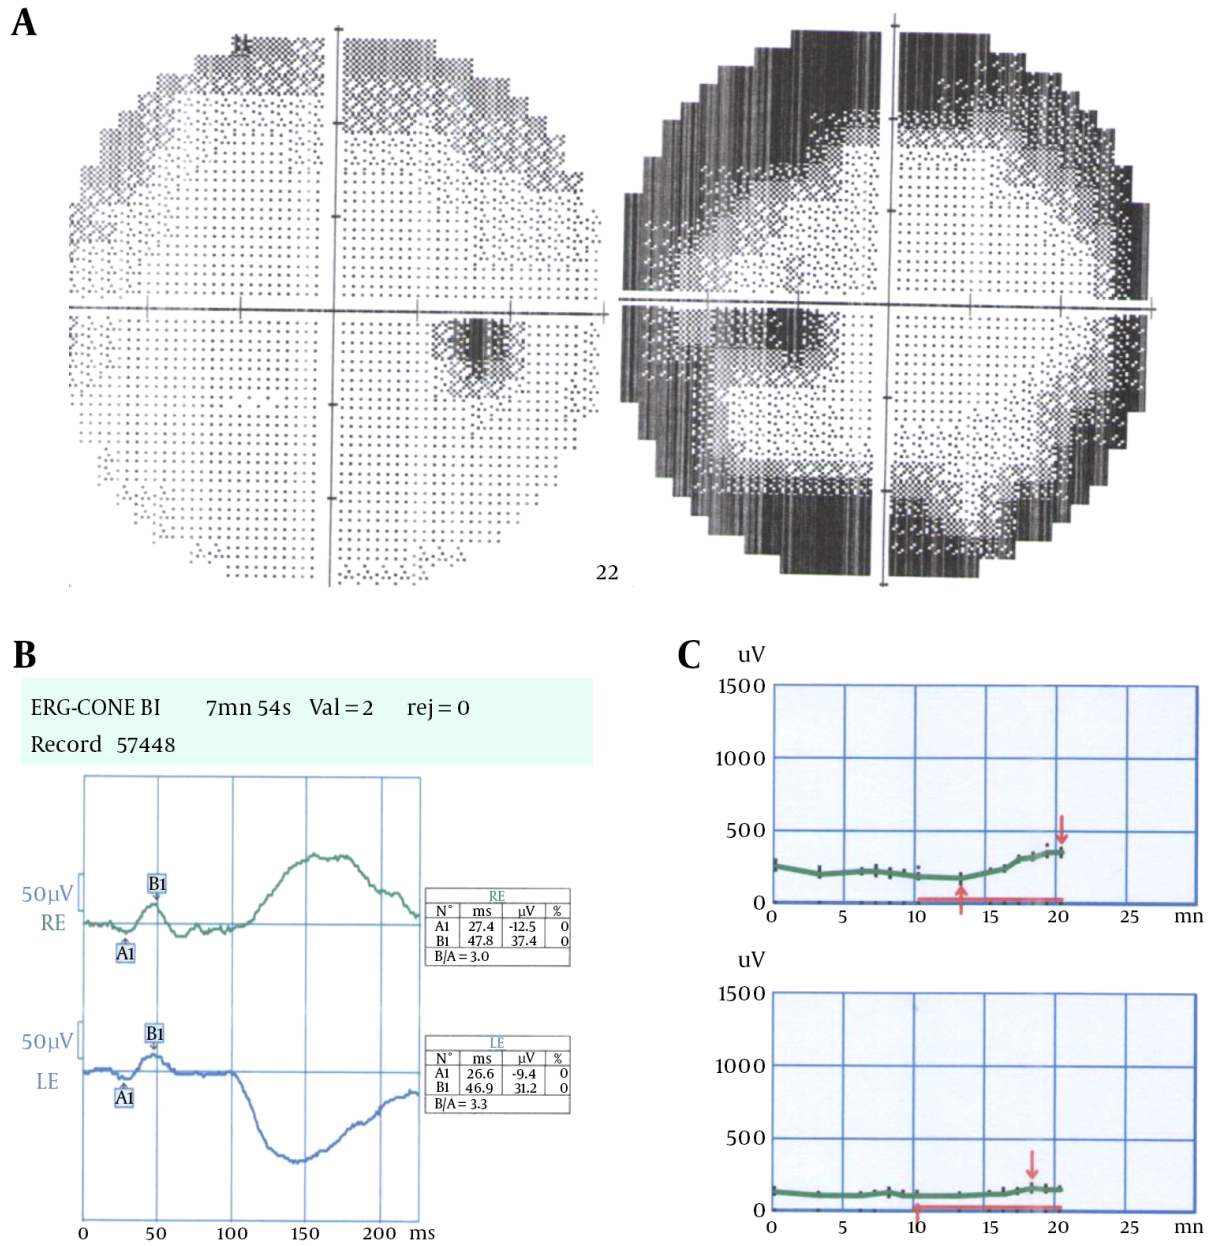 A
22
B
ERG-CONE BI 7mn 54s Val = 2 rej = 0
Record 57448
50µV
RE
B1
A1
RE
N° ms µV %
A1 27.4 -12.5 0
B1 47.8 37.4 0
B/A = 3.0
50µV
LE
B1
A1
LE
N° ms µV %
A1 26.6 -9.4 0
B1 46.9 31.2 0
B/A = 3.3
0 50 100 150 200 ms
C
uV
1500
1000
500
0
0 5 10 15 20 25 mn
uV
1500
1000
500
0
0 5 10 15 20 25 mn